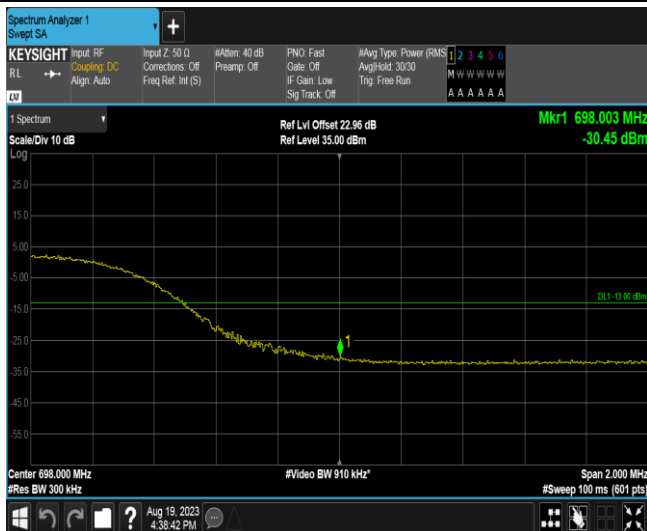 Spectrum Analyzer 1
Swept SA
+
KEYSIGHT
RL
LXI
Input: RF
Coupling: DC
Align: Auto
Input Z: 50 Ω
Corrections: Off
Freq Ref: Int (S)
#Atten: 40 dB
Preamp: Off
PNO: Fast
Gate: Off
IF Gain: Low
Sig Track: Off
#Avg Type: Power (RMS
Avg|Hold: 30/30
Trig: Free Run
1 2 3 4 5 6
M W W W W W
A A A A A A
1 Spectrum
Scale/Div 10 dB
Log
Ref Lvl Offset 22.96 dB
Ref Level 35.00 dBm
Mkr1 698.003 MHz
-30.45 dBm
25.0
15.0
5.00
-5.00
DL1 -13.00 dBm
-15.0
-25.0
1
-35.0
-45.0
-55.0
Center 698.000 MHz
#Video BW 910 kHz*
Span 2.000 MHz
#Res BW 300 kHz
#Sweep 100 ms (601 pts)
?
Aug 19, 2023
4:38:42 PM